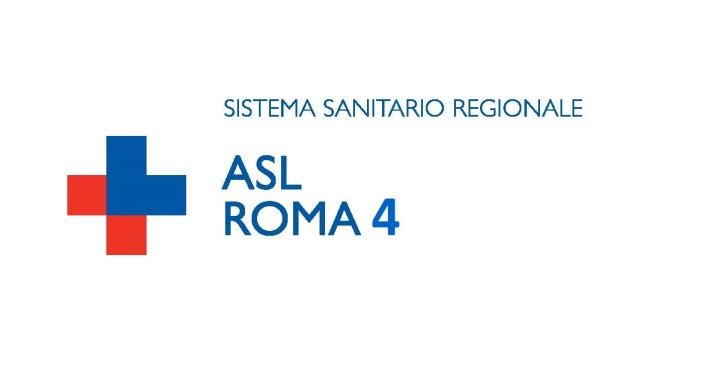 SISTEMA SANITARIO REGIONALE
ASL
ROMA 4